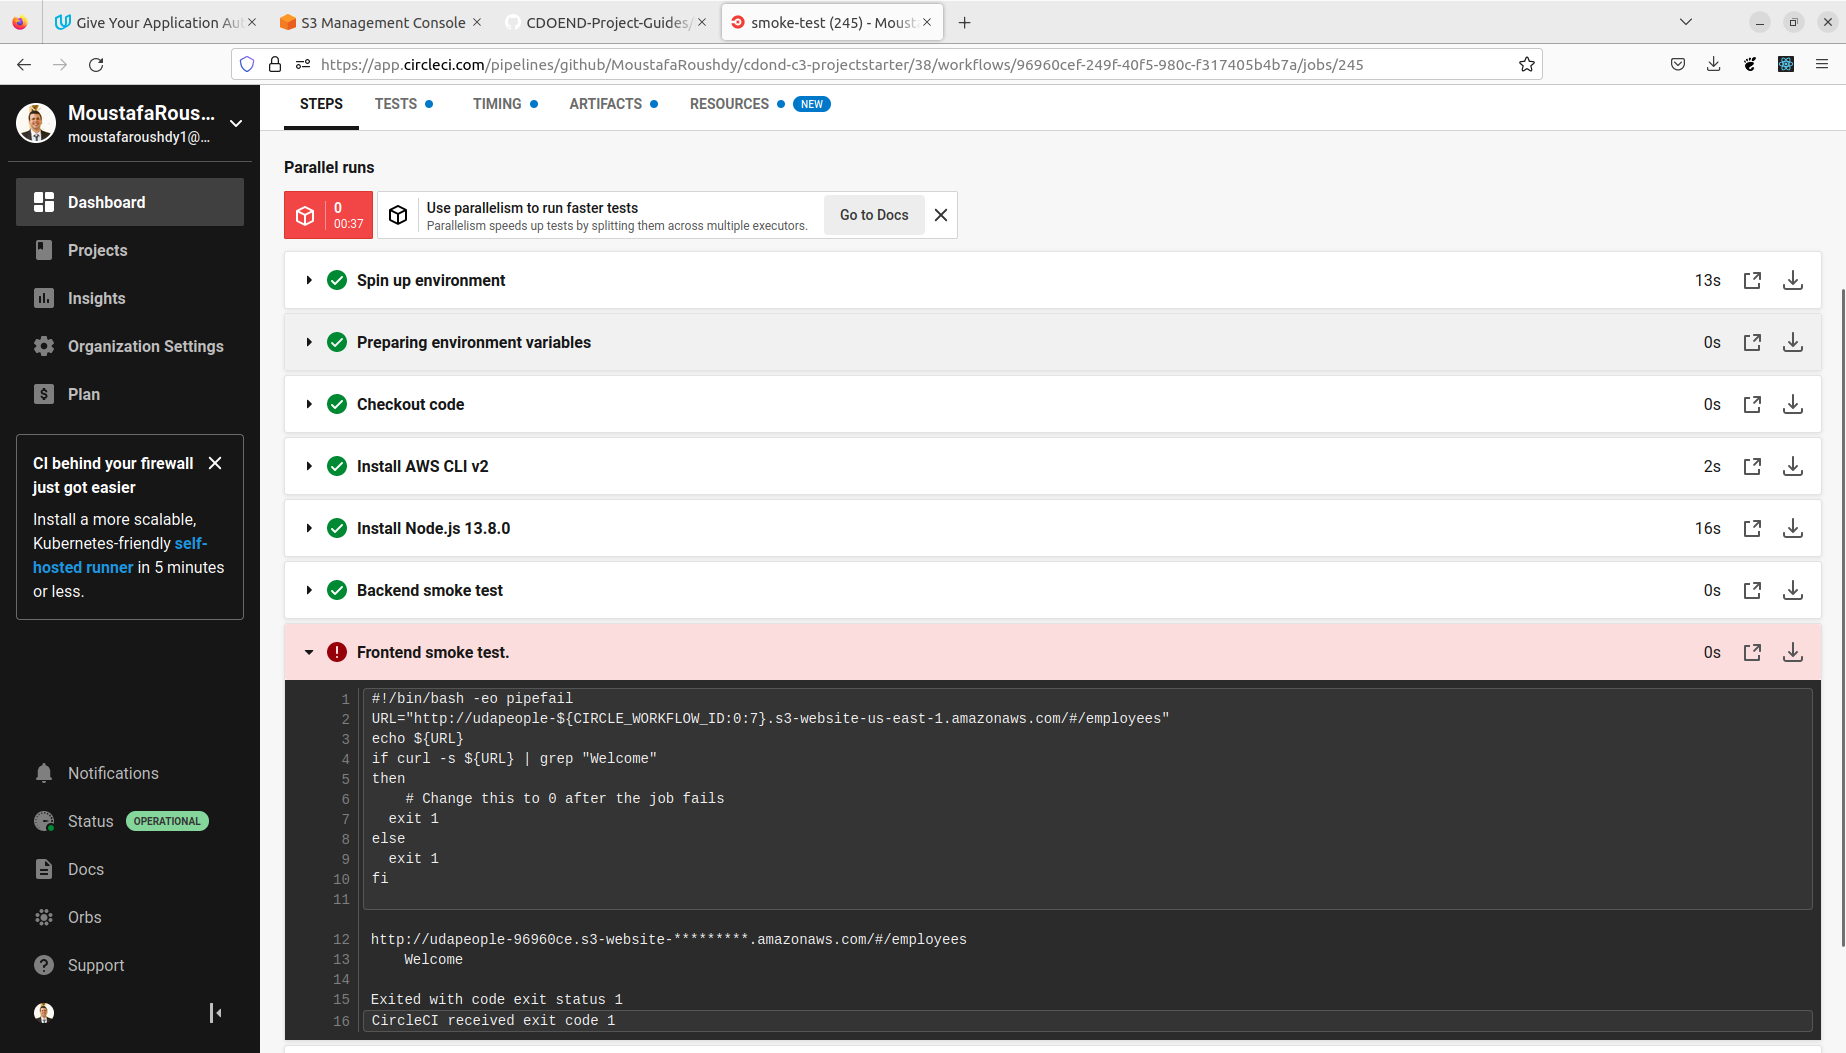 Give Your Application Au
S3 Management Console
CDOEND-Project-Guides/
smoke-test (245) - Moust
https://app.circleci.com/pipelines/github/MoustafaRoushdy/cdond-c3-projectstarter/38/workflows/96960cef-249f-40f5-980c-f317405b4b7a/jobs/245
MoustafaRous...
moustafaroushdy1@...
Dashboard
Projects
Insights
Organization Settings
Plan
CI behind your firewall
just got easier
Install a more scalable,
Kubernetes-friendly self-
hosted runner in 5 minutes
or less.
Notifications
Status OPERATIONAL
Docs
Orbs
Support
STEPS TESTS TIMING ARTIFACTS RESOURCES NEW
Parallel runs
0
00:37
Use parallelism to run faster tests
Parallelism speeds up tests by splitting them across multiple executors.
Go to Docs
Spin up environment 13s
Preparing environment variables 0s
Checkout code 0s
Install AWS CLI v2 2s
Install Node.js 13.8.0 16s
Backend smoke test 0s
Frontend smoke test. 0s
1 #!/bin/bash -eo pipefail
2 URL="http://udapeople-${CIRCLE_WORKFLOW_ID:0:7}.s3-website-us-east-1.amazonaws.com/#/employees"
3 echo ${URL}
4 if curl -s ${URL} | grep "Welcome"
5 then
6 # Change this to 0 after the job fails
7 exit 1
8 else
9 exit 1
10 fi
11
12 http://udapeople-96960ce.s3-website-*********.amazonaws.com/#/employees
13 Welcome
14
15 Exited with code exit status 1
16 CircleCI received exit code 1